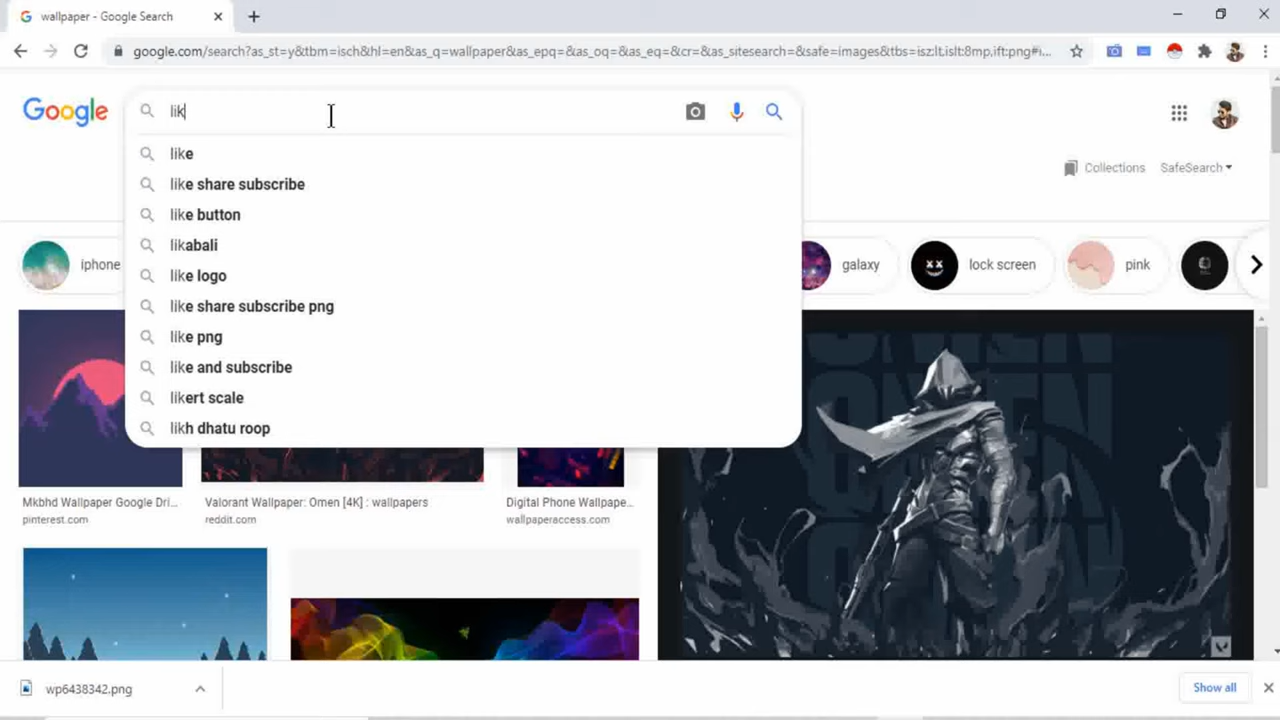 wallpaper - Google Search
google.com/search?as_st=y&tbm=isch&hl=en&as_q=wallpaper&as_epq=&as_oq=&as_eq=&cr=&as_sitesearch=&safe=images&tbs=isz:lt,islt:8mp,ift:png#i...
Google
lik
like
like share subscribe
like button
likabali
like logo
like share subscribe png
like png
like and subscribe
likert scale
likh dhatu roop
Collections
SafeSearch
iphone
galaxy
lock screen
pink
Mkbhd Wallpaper Google Dri...
pinterest.com
Valorant Wallpaper: Omen [4K] : wallpapers
reddit.com
Digital Phone Wallpape...
wallpaperaccess.com
OMEN
wp6438342.png
Show all